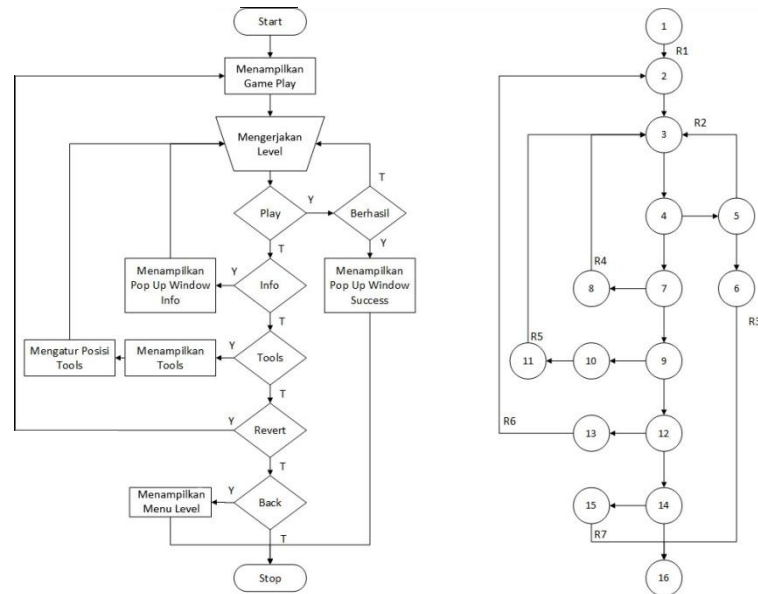 Start
Menampilkan
Game Play
Mengerjakan
Level
T
Play
Y
Berhasil
T
Y
Menampilkan
Pop Up Window
Info
Y
Info
Menampilkan
Pop Up Window
Success
T
Mengatur Posisi
Tools
Menampilkan
Tools
Y
Tools
T
Y
Revert
T
Menampilkan
Menu Level
Y
Back
T
Stop
1
R1
2
3
R2
4
5
R4
8
7
6
R3
R5
11
10
9
R6
13
12
15
14
R7
16